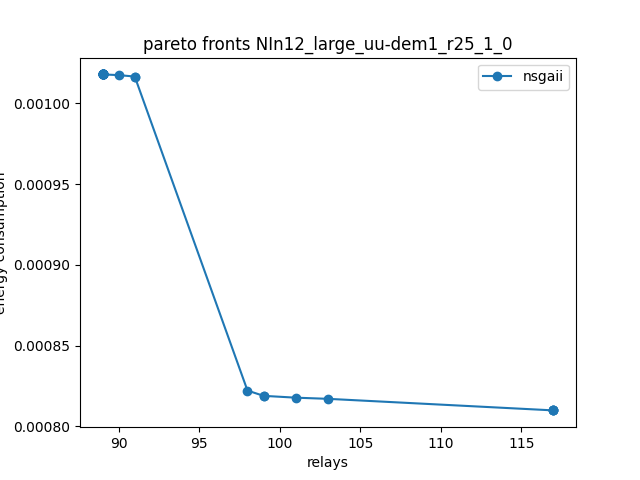 pareto fronts NIn12_large_uu-dem1_r25_1_0
nsgaii
0.00100
0.00095
0.00090
0.00085
0.00080
energy consumption
90 95 100 105 110 115
relays